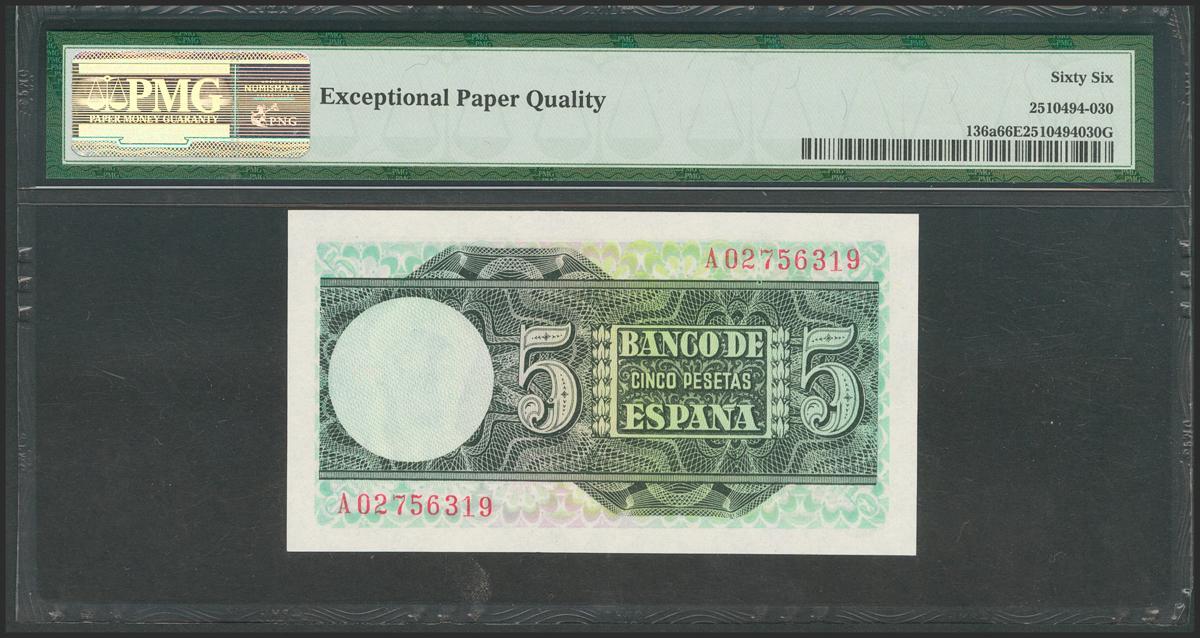 PMG
PAPER MONEY GUARANTY
NUMISMATIC
PNG
Exceptional Paper Quality
Sixty Six
2510494-030
136a66E2510494030G
A02756319
5
BANCO DE
CINCO PESETAS
ESPANA
5
A02756319